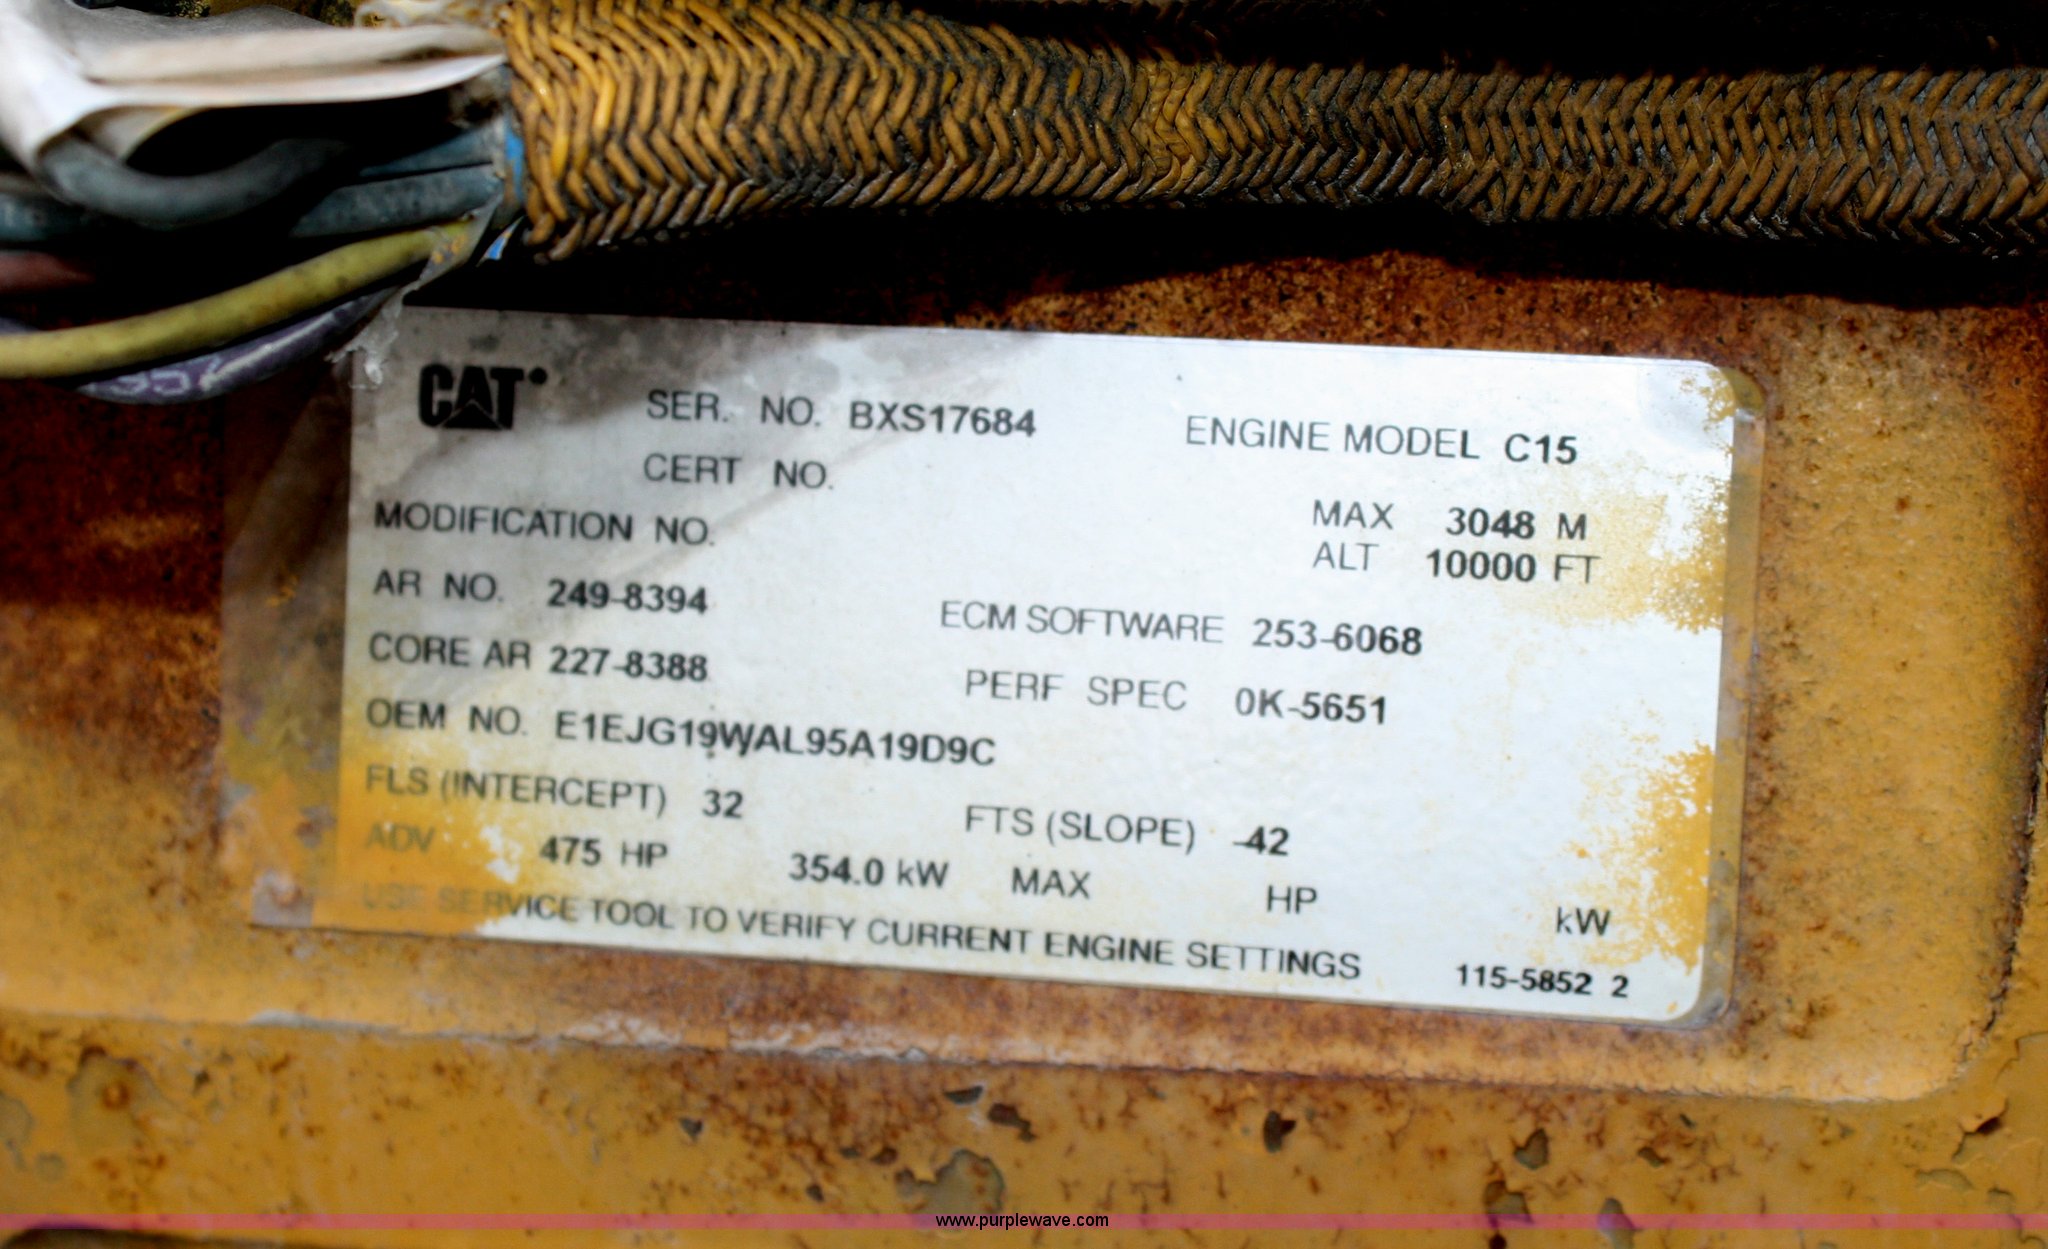 CAT
SER. NO. BXS17684 ENGINE MODEL C15
CERT NO.
MODIFICATION NO. MAX 3048 M
ALT 10000 FT
AR NO. 249-8394 ECM SOFTWARE 253-6068
CORE AR 227-8388 PERF SPEC 0K-5651
OEM NO. E1EJG19WAL95A19D9C
FLS (INTERCEPT) 32 FTS (SLOPE) -42
ADV 475 HP 354.0 kW MAX HP kW
USE SERVICE TOOL TO VERIFY CURRENT ENGINE SETTINGS 115-5852 2
www.purplewave.com